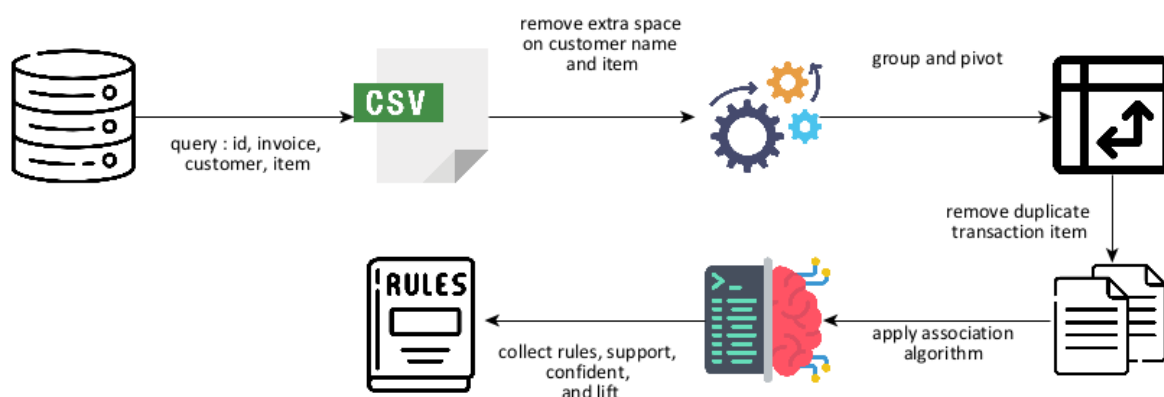 remove extra space
on customer name
and item
group and pivot
CSV
query : id, invoice,
customer, item
remove duplicate
transaction item
RULES
apply association
algorithm
collect rules, support,
confident,
and lift